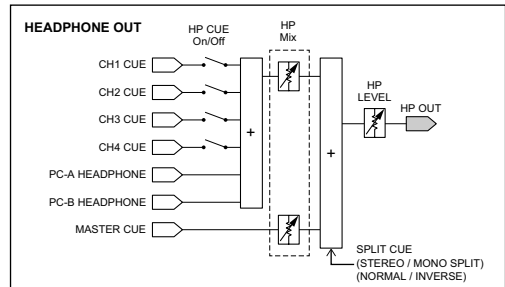 HEADPHONE OUT
HP CUE
On/Off
HP
Mix
CH1 CUE
CH2 CUE
CH3 CUE
CH4 CUE
PC-A HEADPHONE
PC-B HEADPHONE
MASTER CUE
+
+
HP
LEVEL
HP OUT
SPLIT CUE
(STEREO / MONO SPLIT)
(NORMAL / INVERSE)